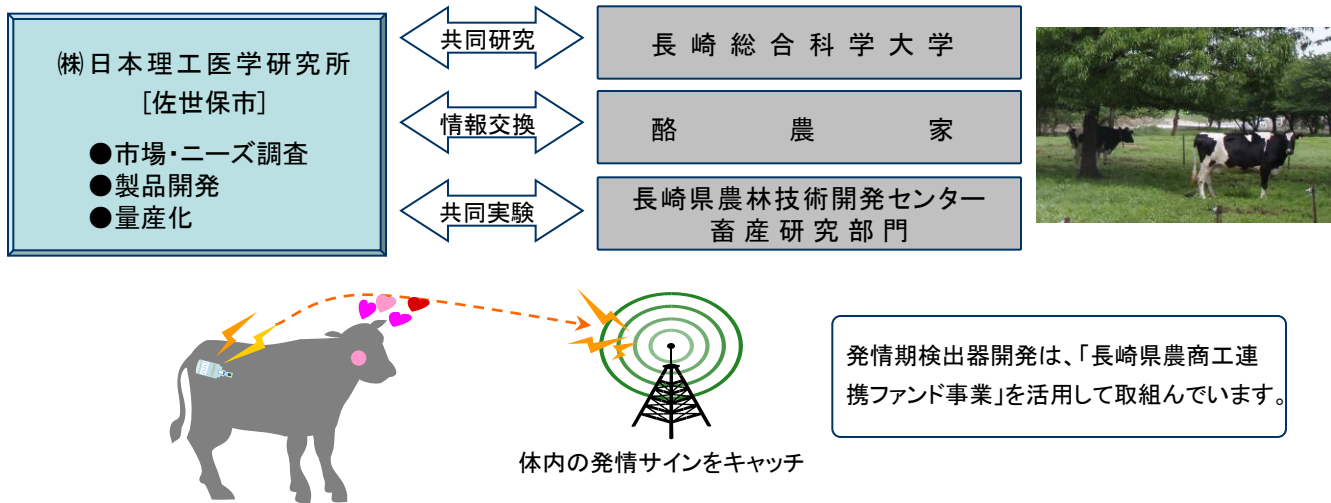 ㈱日本理工医学研究所
[佐世保市]
●市場・ニーズ調査
●製品開発
●量産化
共同研究
長崎総合科学大学
情報交換
酪農家
共同実験
長崎県農林技術開発センター
畜産研究部門
体内の発情サインをキャッチ
発情期検出器開発は、「長崎県農商工連
携ファンド事業」を活用して取組んでいます。